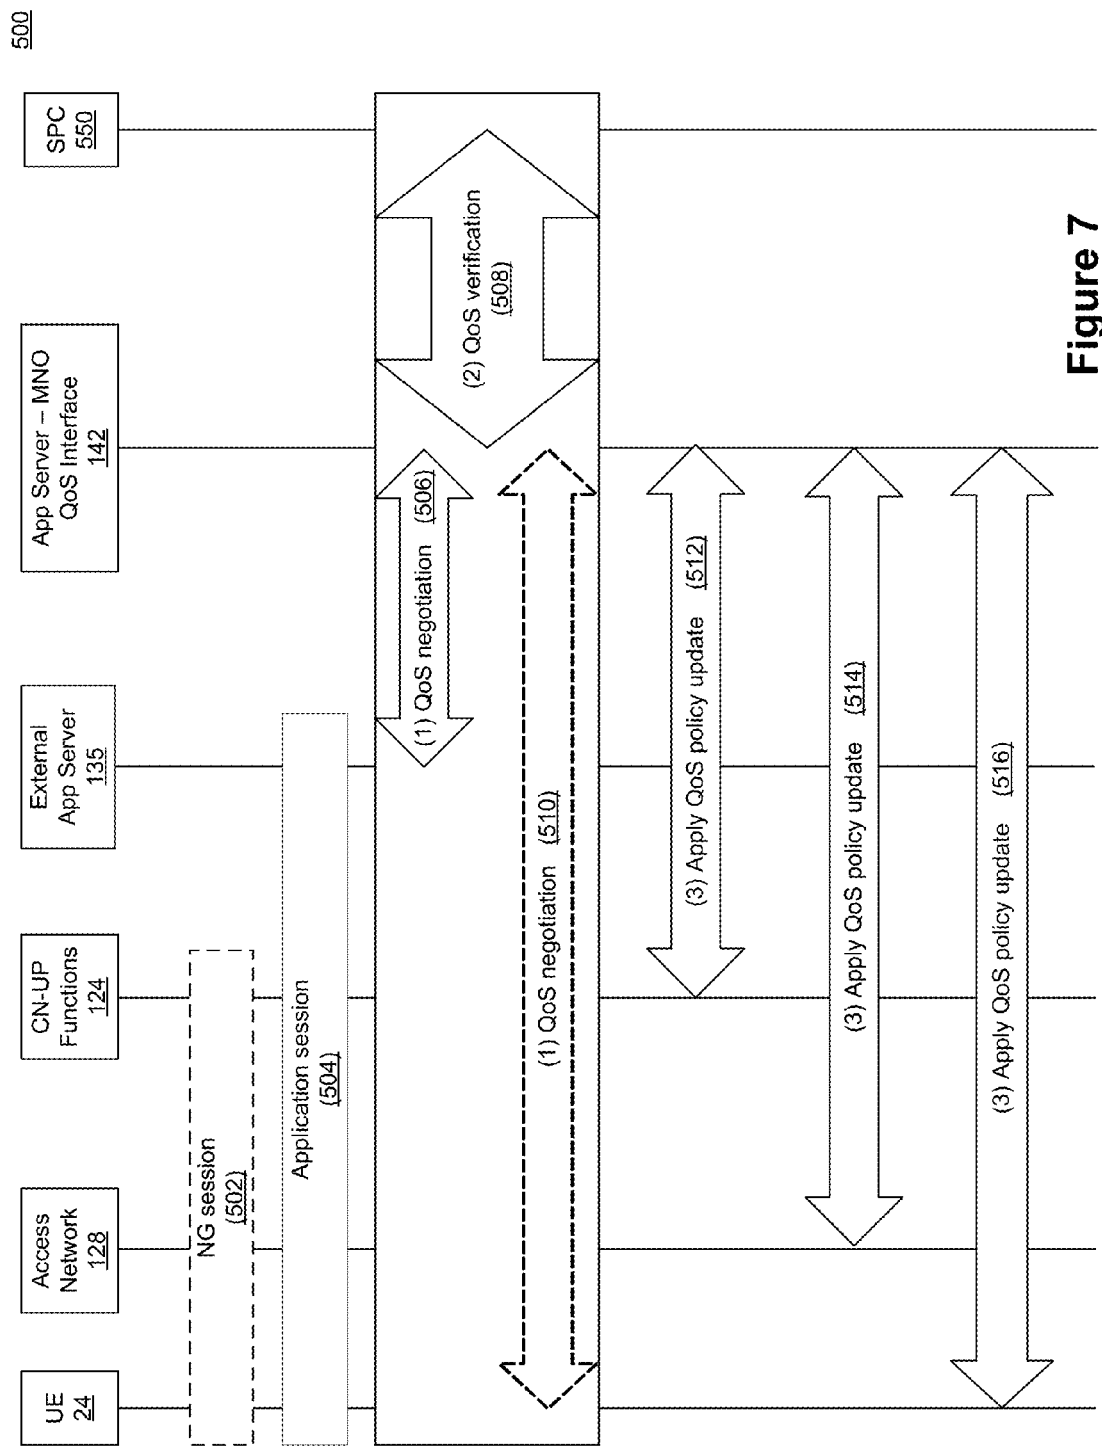 500
UE
24
Access
Network
128
CN-UP
Functions
124
External
App Server
135
App Server – MNO
QoS Interface
142
SPC
550
NG session
(502)
Application session
(504)
(1) QoS negotiation (506)
(2) QoS verification
(508)
(1) QoS negotiation (510)
(3) Apply QoS policy update (512)
(3) Apply QoS policy update (514)
(3) Apply QoS policy update (516)
Figure 7